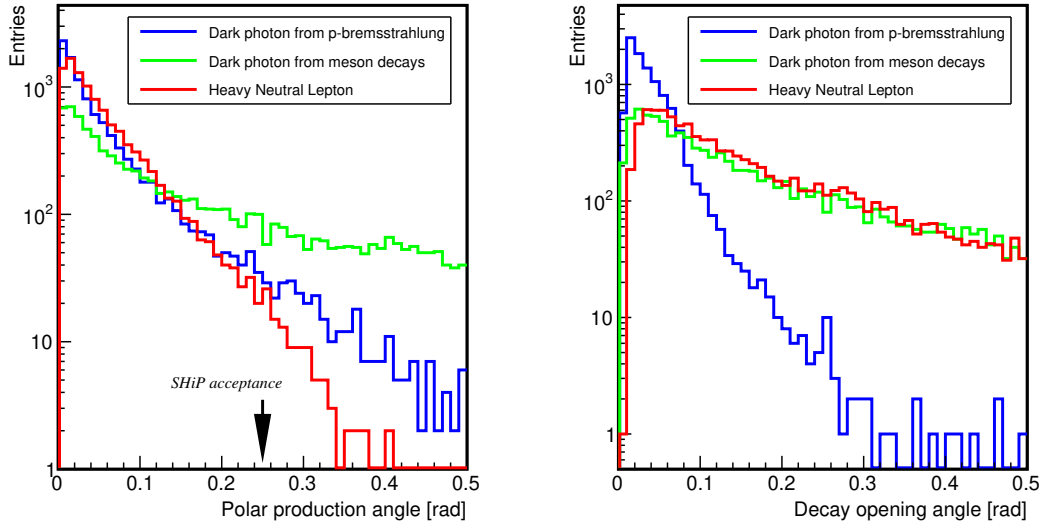 Entries
Dark photon from p-bremsstrahlung
Dark photon from meson decays
Heavy Neutral Lepton
10³
10²
10
1
SHiP acceptance
0 0.1 0.2 0.3 0.4 0.5
Polar production angle [rad]
Entries
Dark photon from p-bremsstrahlung
Dark photon from meson decays
Heavy Neutral Lepton
10³
10²
10
1
0 0.1 0.2 0.3 0.4 0.5
Decay opening angle [rad]